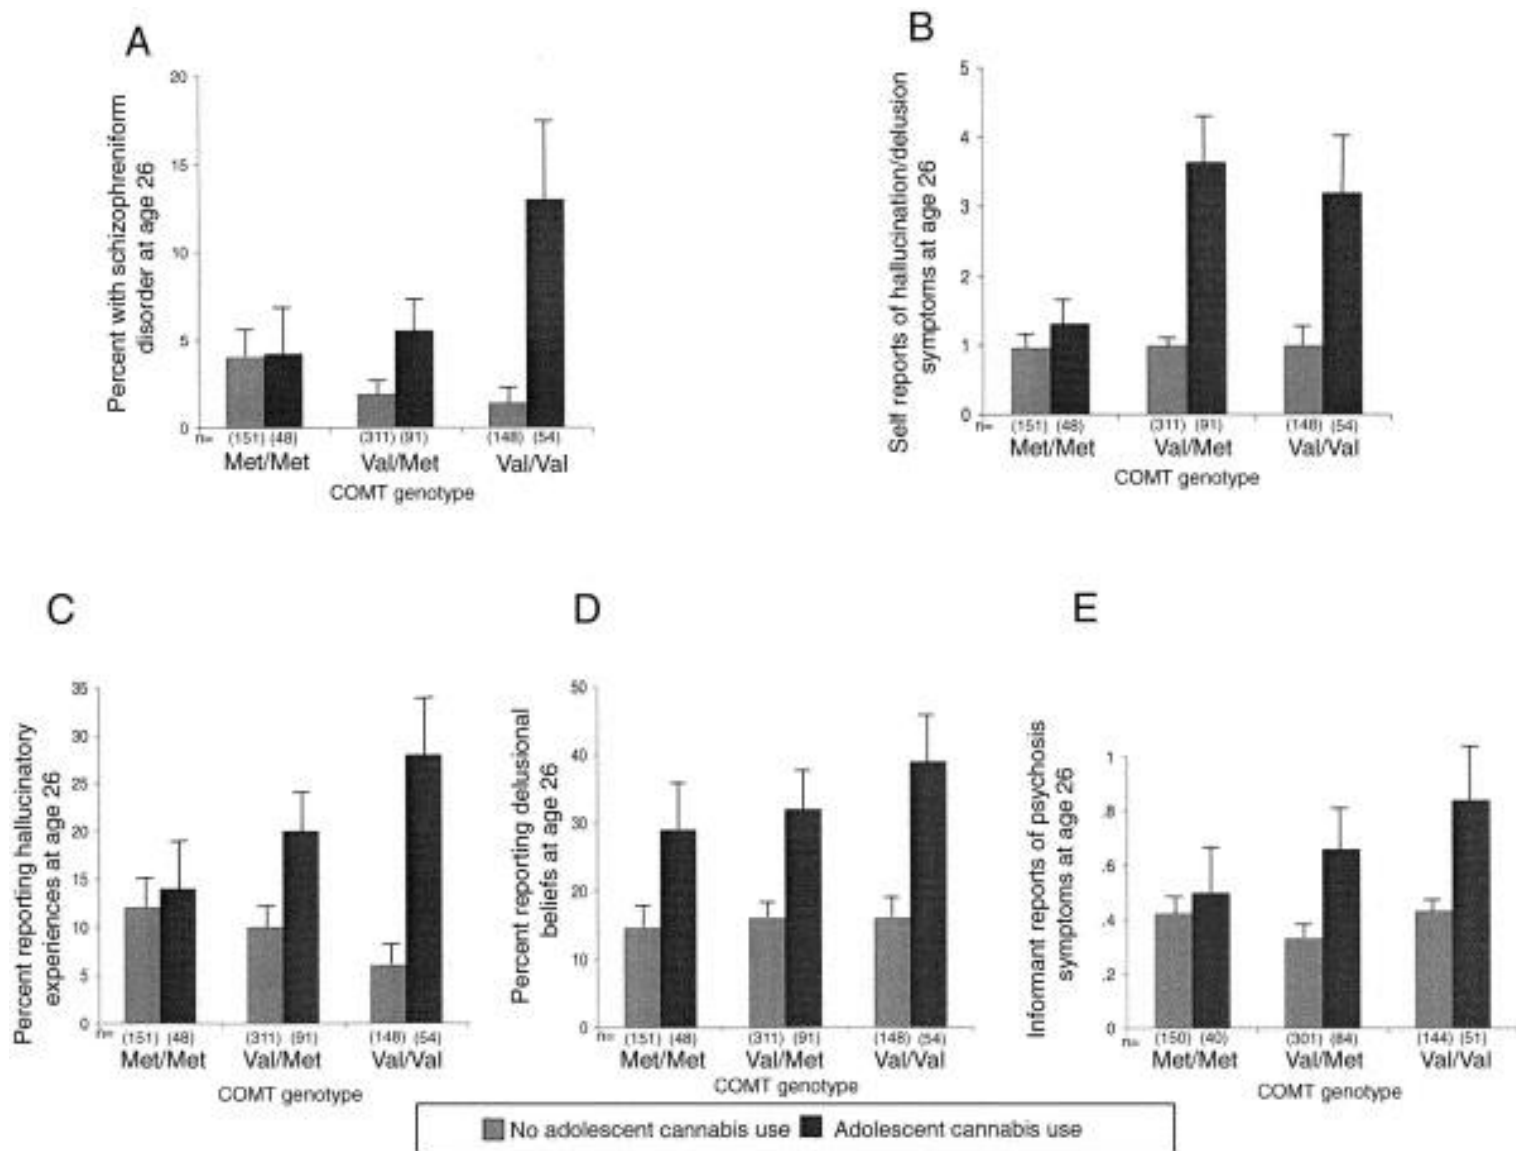 A
Percent with schizophreniform
disorder at age 26
20
15
10
5
0
n= (151) (48) (311) (91) (148) (54)
Met/Met Val/Met Val/Val
COMT genotype
B
Self reports of hallucination/delusion
symptoms at age 26
5
4
3
2
1
0
n= (151) (48) (311) (91) (148) (54)
Met/Met Val/Met Val/Val
COMT genotype
C
Percent reporting hallucinatory
experiences at age 26
35
30
25
20
15
10
5
0
n= (151) (48) (311) (91) (148) (54)
Met/Met Val/Met Val/Val
COMT genotype
D
Percent reporting delusional
beliefs at age 26
50
40
30
20
10
0
n= (151) (48) (311) (91) (148) (54)
Met/Met Val/Met Val/Val
COMT genotype
E
Informant reports of psychosis
symptoms at age 26
1
.8
.6
.4
.2
0
n= (150) (40) (301) (84) (144) (51)
Met/Met Val/Met Val/Val
COMT genotype
No adolescent cannabis use Adolescent cannabis use